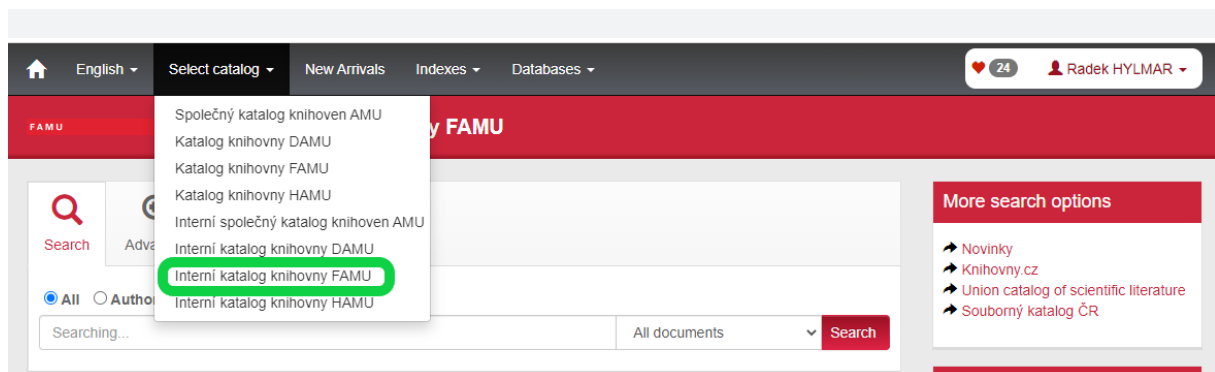 English
Select catalog
New Arrivals
Indexes
Databases
24
Radek HYLMAR
FAMU
y FAMU
Společný katalog knihoven AMU
Katalog knihovny DAMU
Katalog knihovny FAMU
Katalog knihovny HAMU
Interní společný katalog knihoven AMU
Interní katalog knihovny DAMU
Interní katalog knihovny FAMU
Interní katalog knihovny HAMU
Search
Adva
All
Autho
Searching...
All documents
Search
More search options
Novinky
Knihovny.cz
Union catalog of scientific literature
Souborný katalog ČR